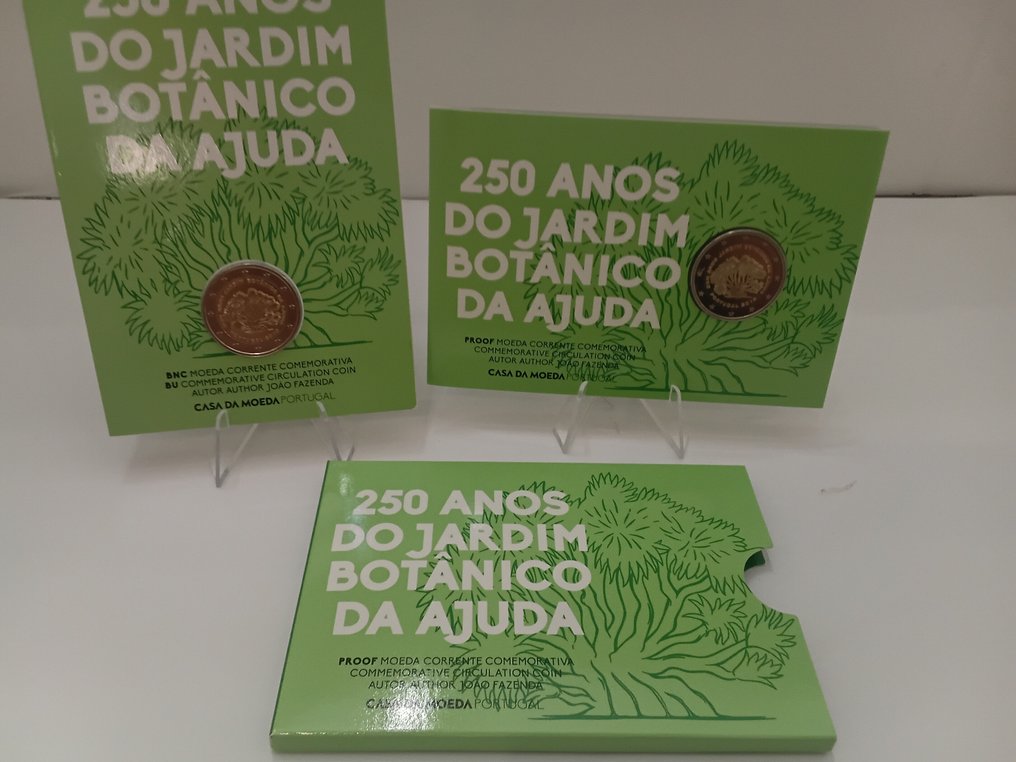 250 ANOS
DO JARDIM
BOTÂNICO
DA AJUDA
BNC MOEDA CORRENTE COMEMORATIVA
BU COMMEMORATIVE CIRCULATION COIN
AUTOR AUTHOR JOÃO FAZENDA
CASA DA MOEDA PORTUGAL
250 ANOS
DO JARDIM
BOTÂNICO
DA AJUDA
PROOF MOEDA CORRENTE COMEMORATIVA
COMMEMORATIVE CIRCULATION COIN
AUTOR AUTHOR JOÃO FAZENDA
CASA DA MOEDA PORTUGAL
250 ANOS
DO JARDIM
BOTÂNICO
DA AJUDA
PROOF MOEDA CORRENTE COMEMORATIVA
COMMEMORATIVE CIRCULATION COIN
AUTOR AUTHOR JOÃO FAZENDA
CASA DA MOEDA PORTUGAL